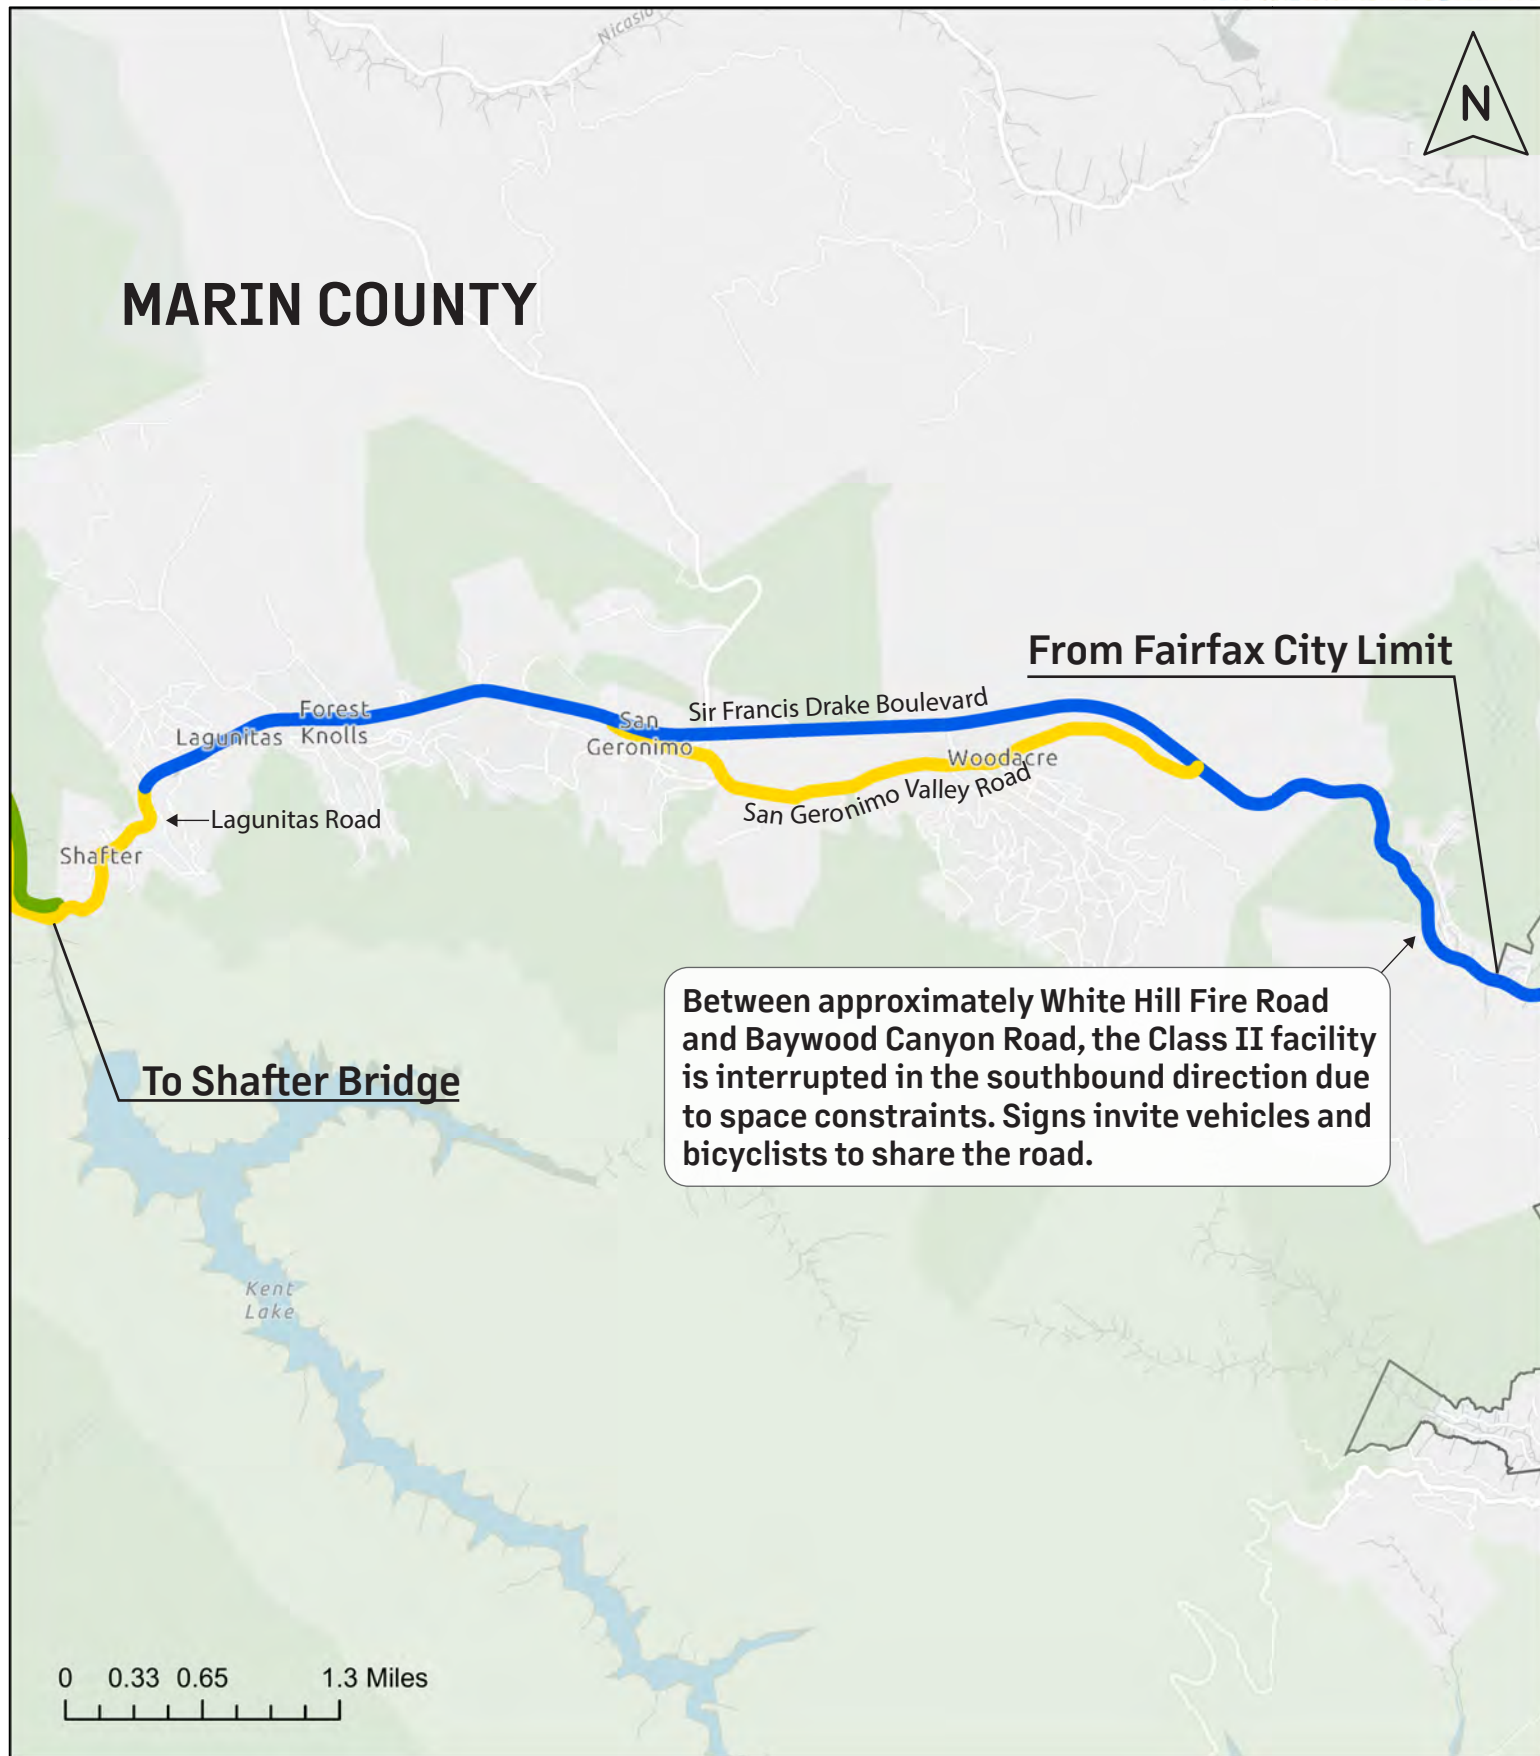 Nicasio
N
MARIN COUNTY
From Fairfax City Limit
Sir Francis Drake Boulevard
Forest
Knolls
Lagunitas
San
Geronimo
Woodacre
San Geronimo Valley Road
Lagunitas Road
Shafter
Between approximately White Hill Fire Road
and Baywood Canyon Road, the Class II facility
is interrupted in the southbound direction due
to space constraints. Signs invite vehicles and
bicyclists to share the road.
To Shafter Bridge
Kent
Lake
0 0.33 0.65 1.3 Miles